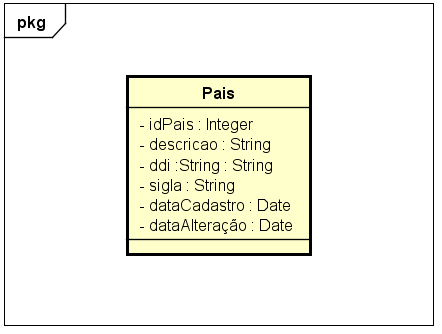 pkg
Pais
- idPais : Integer
- descricao : String
- ddi :String : String
- sigla : String
- dataCadastro : Date
- dataAlteração : Date